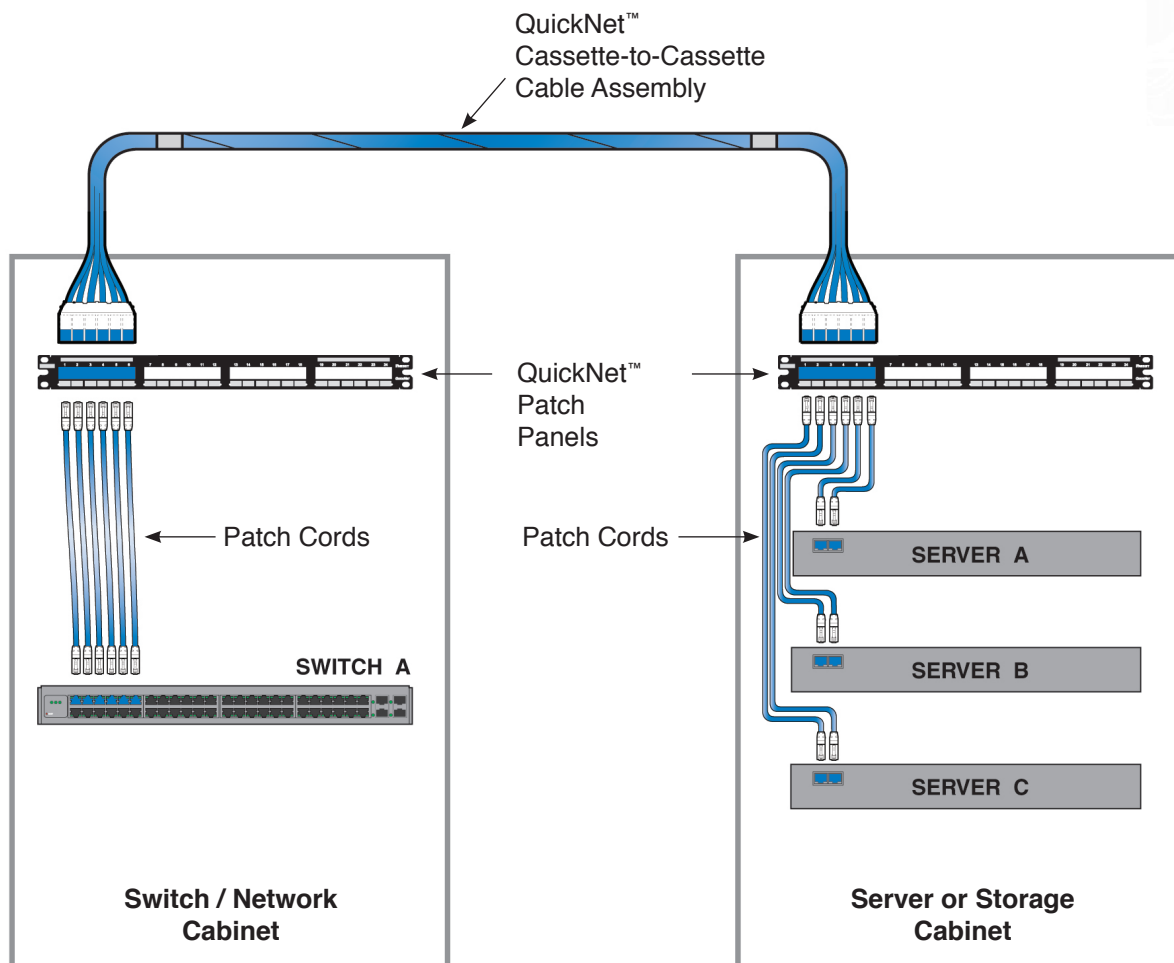 QuickNet™
Cassette-to-Cassette
Cable Assembly
QuickNet™
Patch
Panels
Patch Cords
Patch Cords
SERVER A
SERVER B
SWITCH A
SERVER C
Switch / Network
Cabinet
Server or Storage
Cabinet